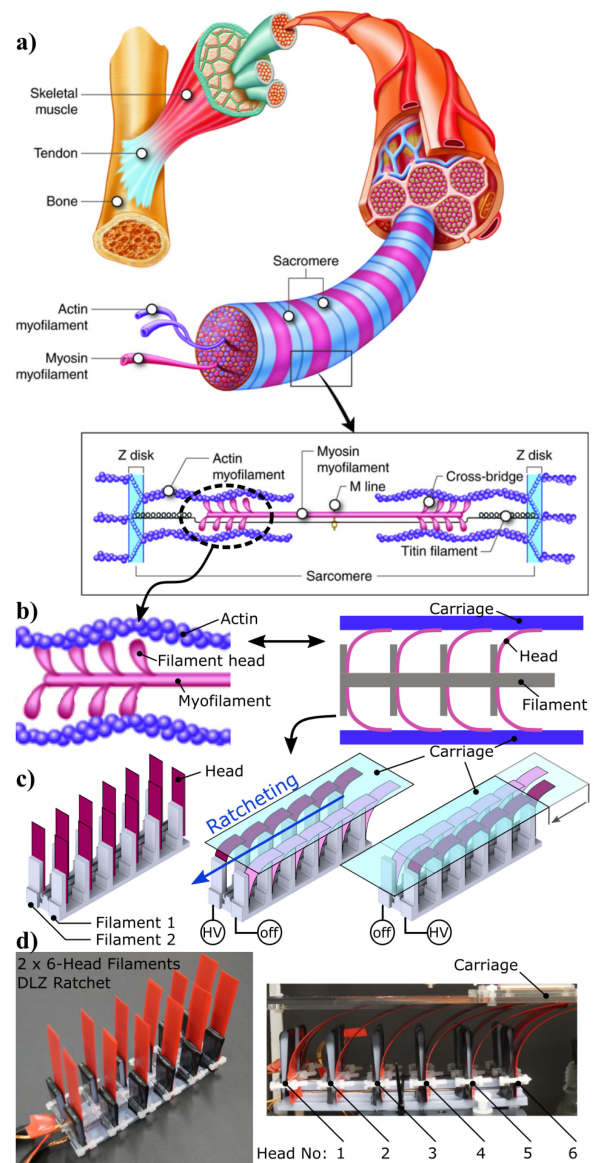 a)
Skeletal
muscle
Tendon
Bone
Sacromere
Actin
myofilament
Myosin
myofilament
Z disk
Actin
myofilament
Myosin
myofilament
M line
Cross-bridge
Z disk
Titin filament
Sarcomere
b)
Actin
Filament head
Myofilament
Carriage
Head
Filament
c)
Head
Carriage
Ratcheting
Filament 1
Filament 2
HV
off
off
HV
d)
2 x 6-Head Filaments
DLZ Ratchet
Carriage
Head No: 1 2 3 4 5 6